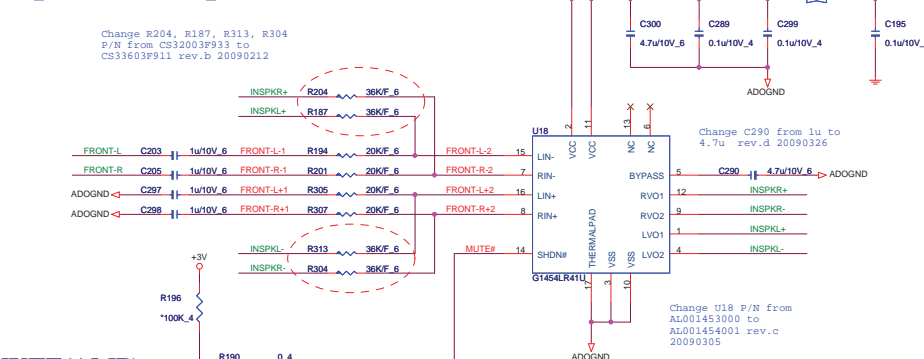 Change R204, R187, R313, R304
P/N from CS32003F933 to
CS33603F911 rev.b 20090212
C300
4.7u/10V_6
C289
0.1u/10V_4
C299
0.1u/10V_4
C195
0.1u/10V_
ADOGND
INSPKR+ R204 36K/F_6
INSPKL+ R187 36K/F_6
U18
2 VCC
11 VCC
13 NC
6 NC
Change C290 from 1u to
4.7u rev.d 20090326
FRONT-L C203 1u/10V_6 FRONT-L-1 R194 20K/F_6 FRONT-L-2 15 LIN-
FRONT-R C205 1u/10V_6 FRONT-R-1 R201 20K/F_6 FRONT-R-2 7 RIN-
BYPASS 5 C290 4.7u/10V_6 ADOGND
ADOGND C297 1u/10V_6 FRONT-L+1 R305 20K/F_6 FRONT-L+2 16 LIN+
RVO1 12 INSPKR+
ADOGND C298 1u/10V_6 FRONT-R+1 R307 20K/F_6 FRONT-R+2 8 RIN+
RVO2 9 INSPKR-
LVO1 1 INSPKL+
INSPKL- R313 36K/F_6
MUTE# 14 SHDN#
LVO2 4 INSPKL-
INSPKR- R304 36K/F_6
THERMALPAD 17
VSS 3
VSS 10
G1454LR41U
+3V
R196
*100K_4
Change U18 P/N from
AL001453000 to
AL001454001 rev.c
20090305
R190 0_4
ADOGND